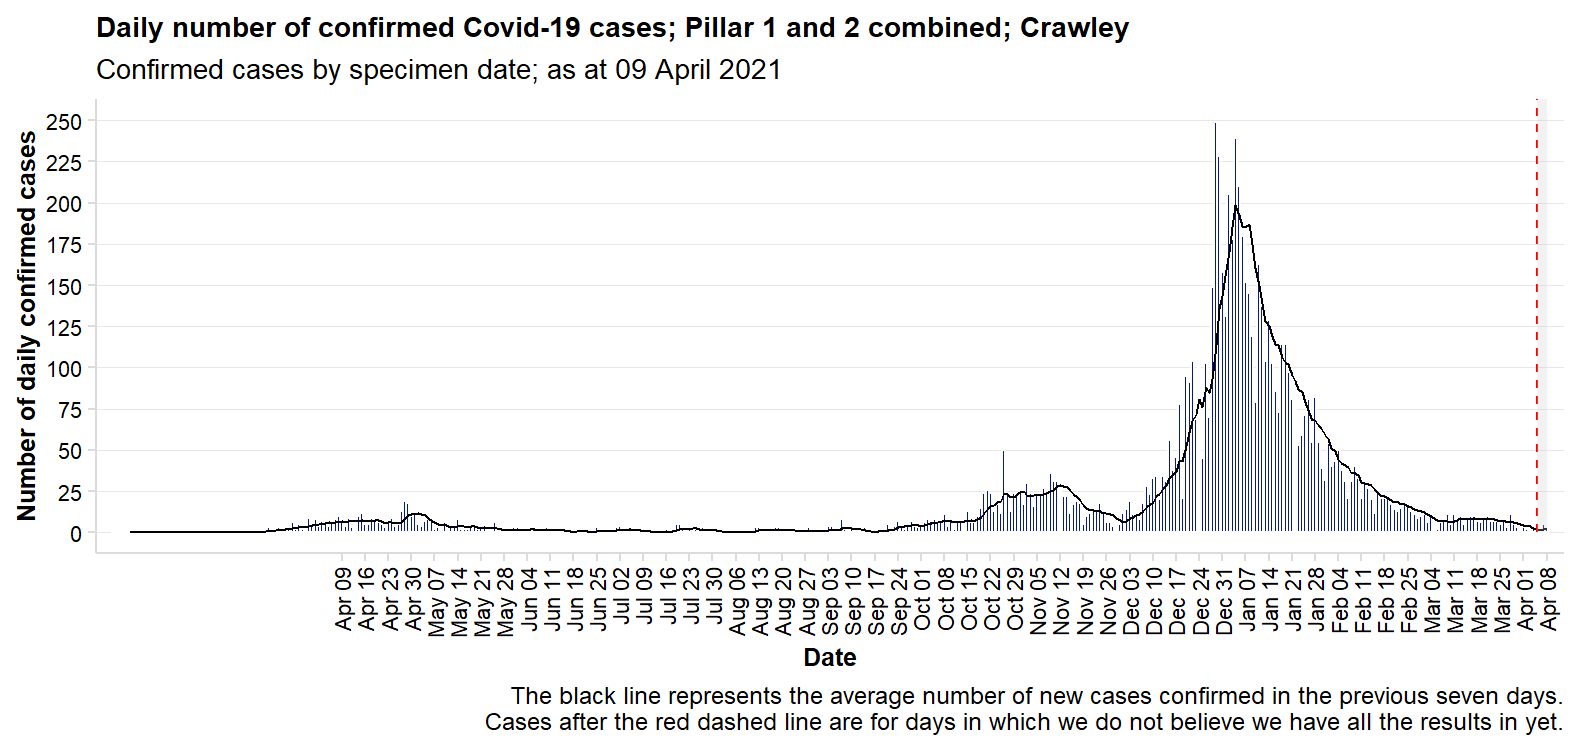 Daily number of confirmed Covid-19 cases; Pillar 1 and 2 combined; Crawley
Confirmed cases by specimen date; as at 09 April 2021
Number of daily confirmed cases
250
225
200
175
150
125
100
75
50
25
0
Apr 09
Apr 16
Apr 23
Apr 30
May 07
May 14
May 21
May 28
Jun 04
Jun 11
Jun 18
Jun 25
Jul 02
Jul 09
Jul 16
Jul 23
Jul 30
Aug 06
Aug 13
Aug 20
Aug 27
Sep 03
Sep 10
Sep 17
Sep 24
Oct 01
Oct 08
Oct 15
Oct 22
Oct 29
Nov 05
Nov 12
Nov 19
Nov 26
Dec 03
Dec 10
Dec 17
Dec 24
Dec 31
Jan 07
Jan 14
Jan 21
Jan 28
Feb 04
Feb 11
Feb 18
Feb 25
Mar 04
Mar 11
Mar 18
Mar 25
Apr 01
Apr 08
Date
The black line represents the average number of new cases confirmed in the previous seven days.
Cases after the red dashed line are for days in which we do not believe we have all the results in yet.